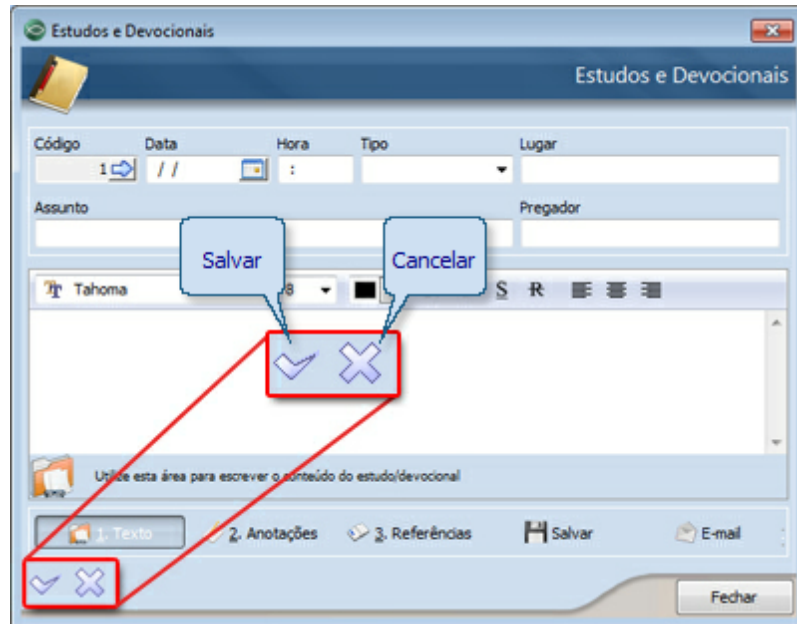 Estudos e Devocionais
Estudos e Devocionais
Código Data Hora Tipo Lugar
1 / / :
Assunto Pregador
Salvar Cancelar
Tahoma 8 S R
Utilize esta área para escrever o conteúdo do estudo/devocional
1. Texto 2. Anotações 3. Referências Salvar E-mail
Fechar